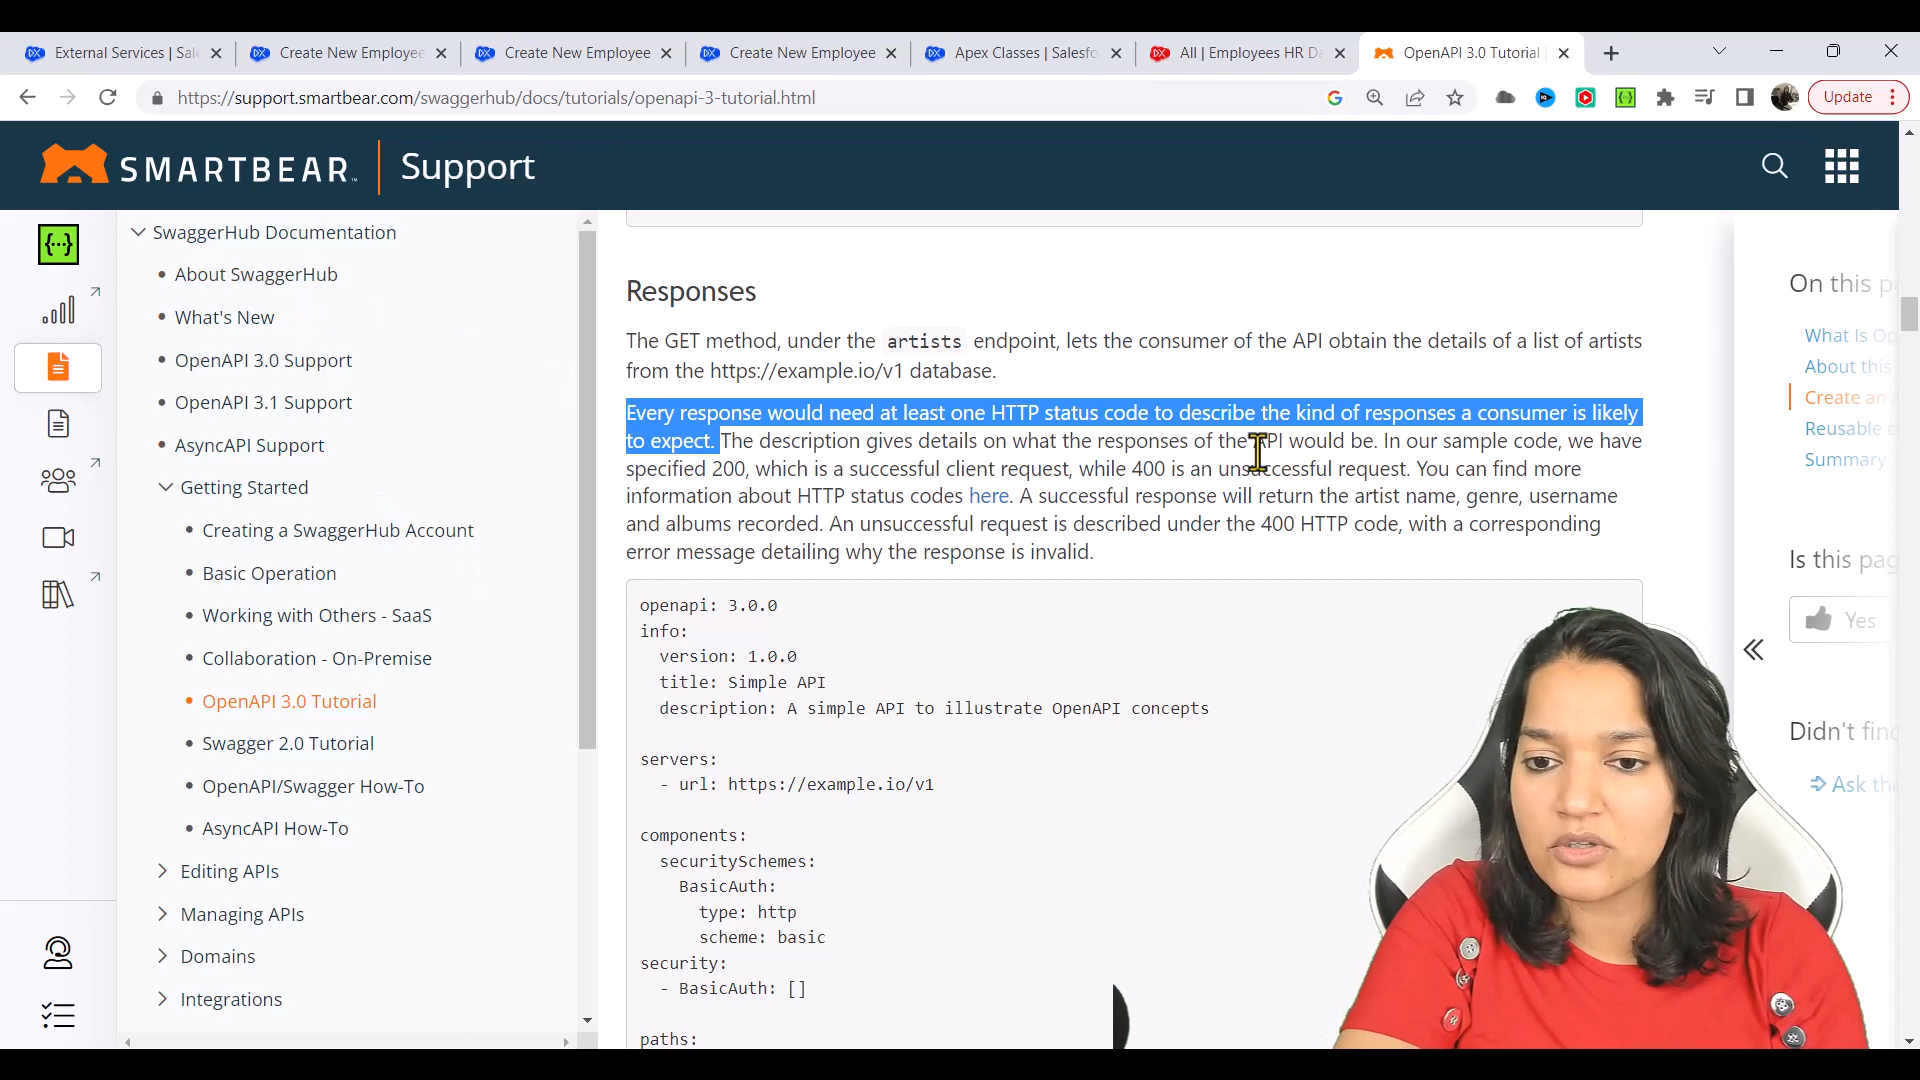 External Services | Sale
Create New Employee
Create New Employee
Create New Employee
Apex Classes | Salesfo
All | Employees HR Da
OpenAPI 3.0 Tutorial |
https://support.smartbear.com/swaggerhub/docs/tutorials/openapi-3-tutorial.html
Update
SMARTBEAR
Support
SwaggerHub Documentation
About SwaggerHub
What's New
OpenAPI 3.0 Support
OpenAPI 3.1 Support
AsyncAPI Support
Getting Started
Creating a SwaggerHub Account
Basic Operation
Working with Others - SaaS
Collaboration - On-Premise
OpenAPI 3.0 Tutorial
Swagger 2.0 Tutorial
OpenAPI/Swagger How-To
AsyncAPI How-To
Editing APIs
Managing APIs
Domains
Integrations
Responses
The GET method, under the artists endpoint, lets the consumer of the API obtain the details of a list of artists
from the https://example.io/v1 database.
Every response would need at least one HTTP status code to describe the kind of responses a consumer is likely
to expect. The description gives details on what the responses of the API would be. In our sample code, we have
specified 200, which is a successful client request, while 400 is an unsuccessful request. You can find more
information about HTTP status codes here. A successful response will return the artist name, genre, username
and albums recorded. An unsuccessful request is described under the 400 HTTP code, with a corresponding
error message detailing why the response is invalid.
openapi: 3.0.0
info:
version: 1.0.0
title: Simple API
description: A simple API to illustrate OpenAPI concepts
servers:
- url: https://example.io/v1
components:
securitySchemes:
BasicAuth:
type: http
scheme: basic
security:
- BasicAuth: []
paths:
On this pa
What Is Op
About this
Create an A
Reusable c
Summary
Is this pag
Yes
Didn't find
Ask the